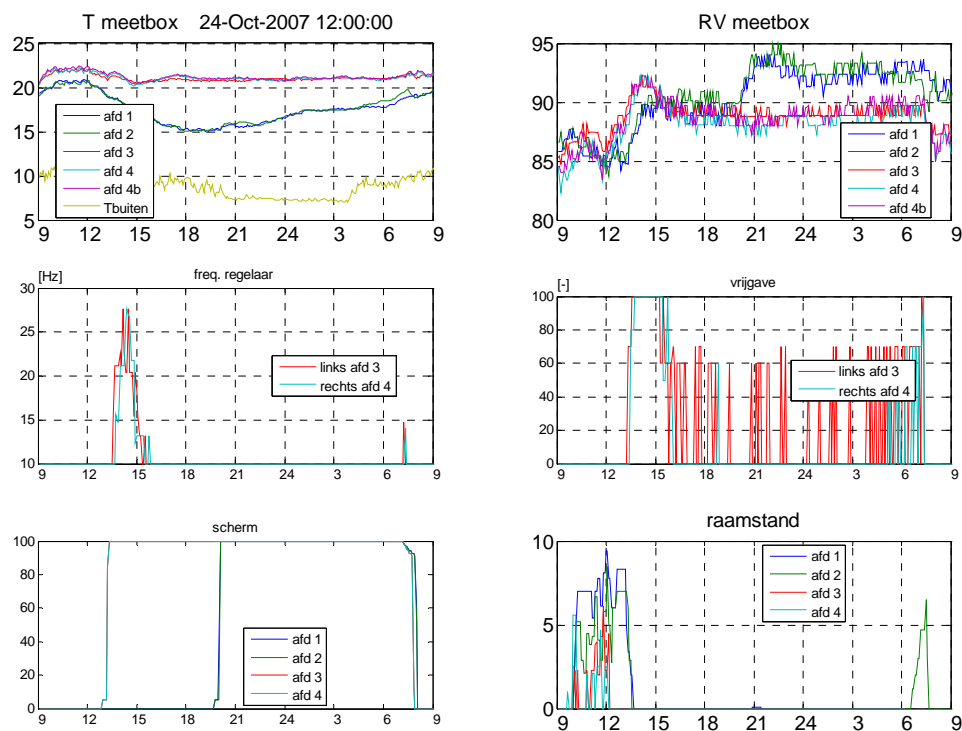 T meetbox 24-Oct-2007 12:00:00
25
20
15
10
5
afd 1
afd 2
afd 3
afd 4
afd 4b
Tbuiten
9 12 15 18 21 24 3 6 9
RV meetbox
95
90
85
80
afd 1
afd 2
afd 3
afd 4
afd 4b
9 12 15 18 21 24 3 6 9
[Hz]
freq. regelaar
30
25
20
15
10
links afd 3
rechts afd 4
9 12 15 18 21 24 3 6 9
[-]
vrijgave
100
80
60
40
20
0
links afd 3
rechts afd 4
9 12 15 18 21 24 3 6 9
scherm
100
80
60
40
20
0
afd 1
afd 2
afd 3
afd 4
9 12 15 18 21 24 3 6 9
raamstand
10
5
0
afd 1
afd 2
afd 3
afd 4
9 12 15 18 21 24 3 6 9